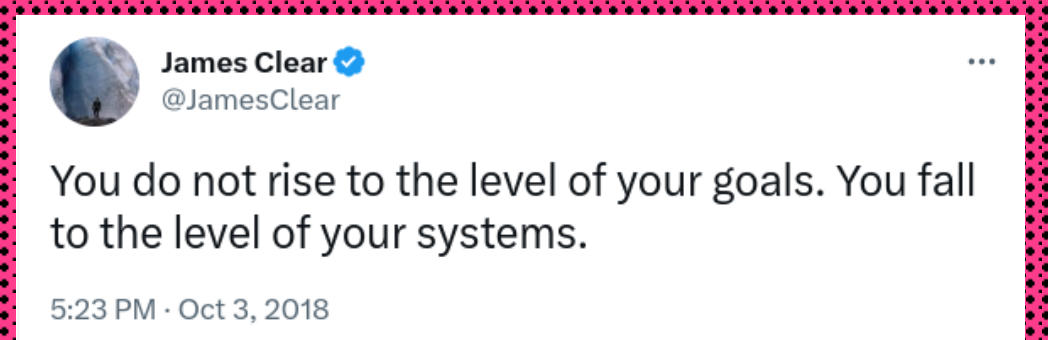 James Clear
@JamesClear
You do not rise to the level of your goals. You fall
to the level of your systems.
5:23 PM · Oct 3, 2018